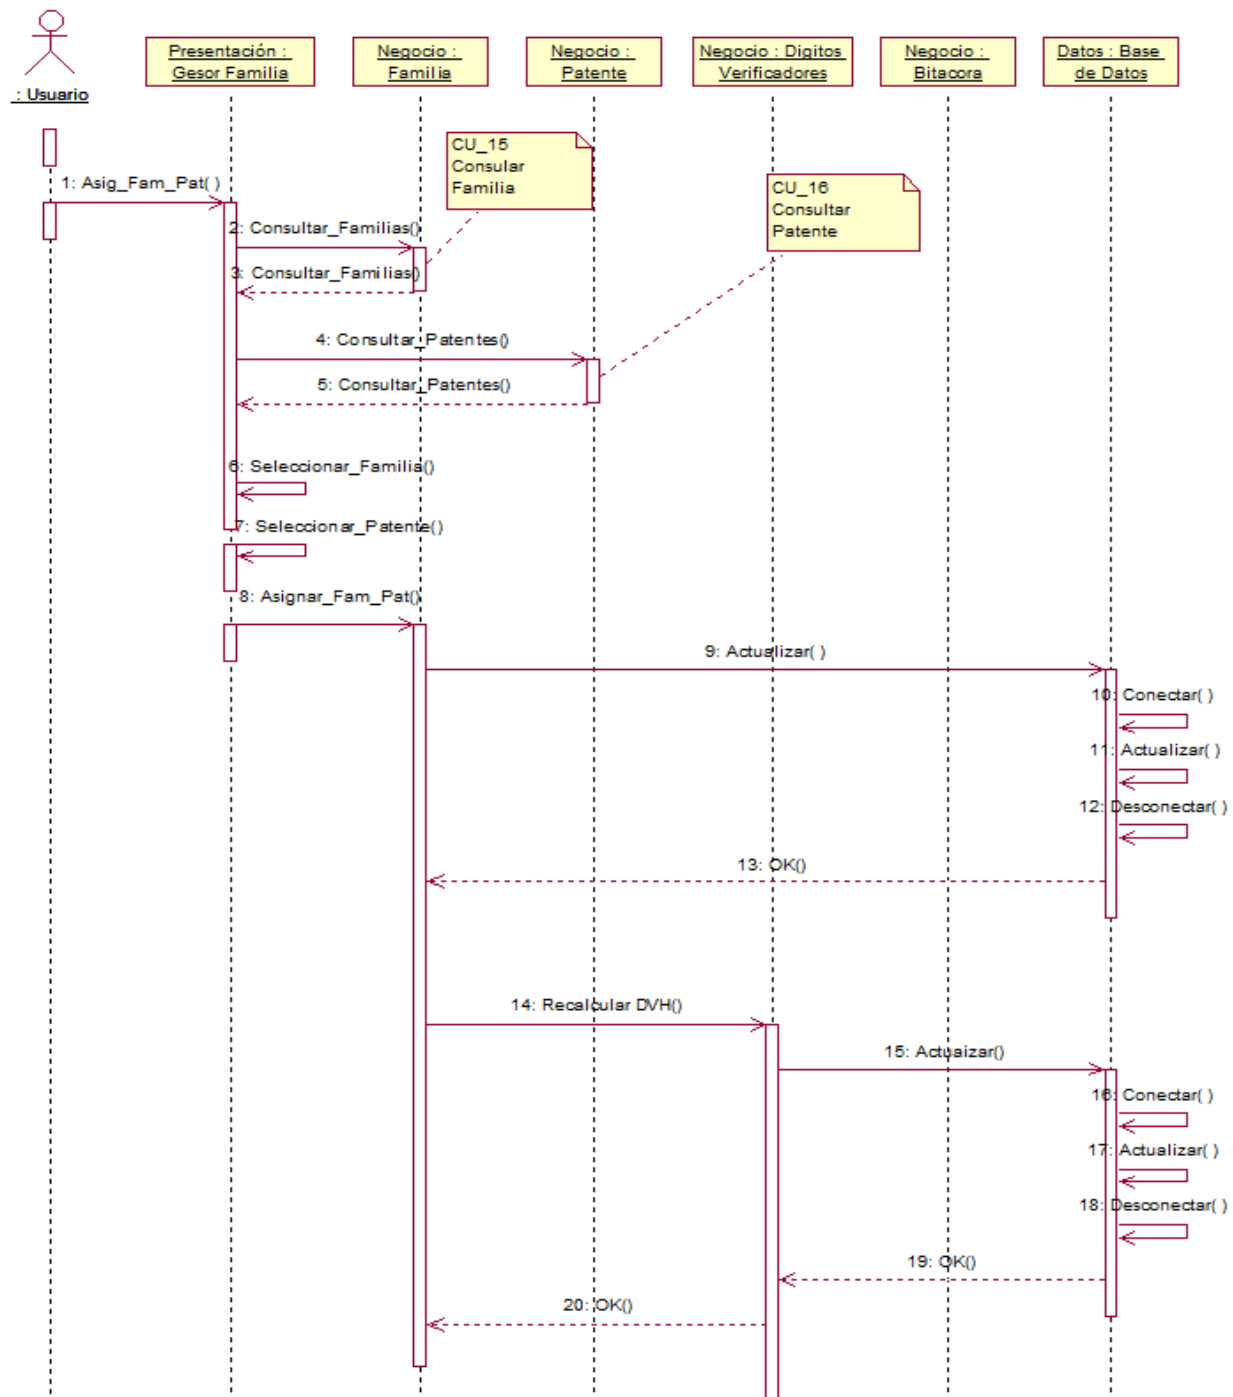 : Usuario
Presentación :
Gesor Familia
Negocio :
Familia
Negocio :
Patente
Negocio : Digitos
Verificadores
Negocio :
Bitacora
Datos : Base
de Datos
CU_15
Consular
Familia
CU_16
Consultar
Patente
1: Asig_Fam_Pat( )
2: Consultar_Familias()
3: Consultar_Familias()
4: Consultar_Patentes()
5: Consultar_Patentes()
6: Seleccionar_Familia()
7: Seleccionar_Patente()
8: Asignar_Fam_Pat()
9: Actualizar( )
10: Conectar( )
11: Actualizar( )
12: Desconectar( )
13: OK()
14: Recalcular DVH()
15: Actuaizar()
16: Conectar( )
17: Actualizar( )
18: Desconectar( )
19: OK()
20: OK()